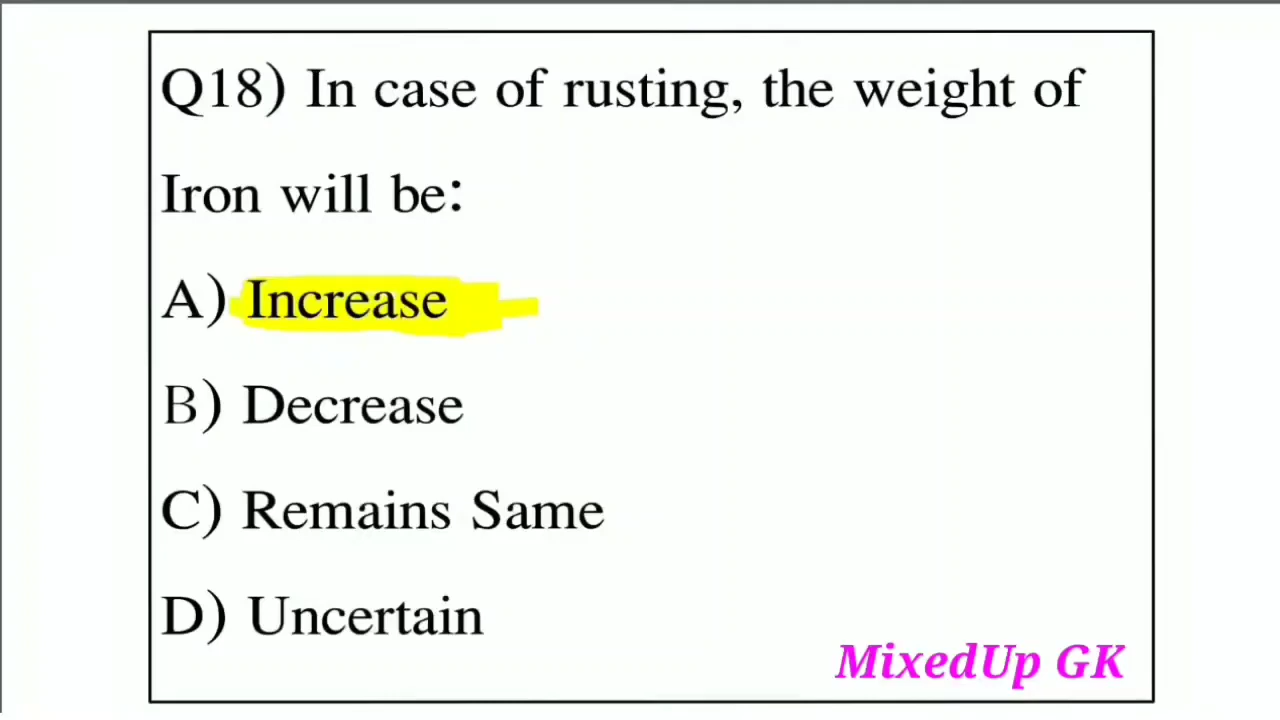 Q18) In case of rusting, the weight of
Iron will be:
A) Increase
B) Decrease
C) Remains Same
D) Uncertain
MixedUp GK